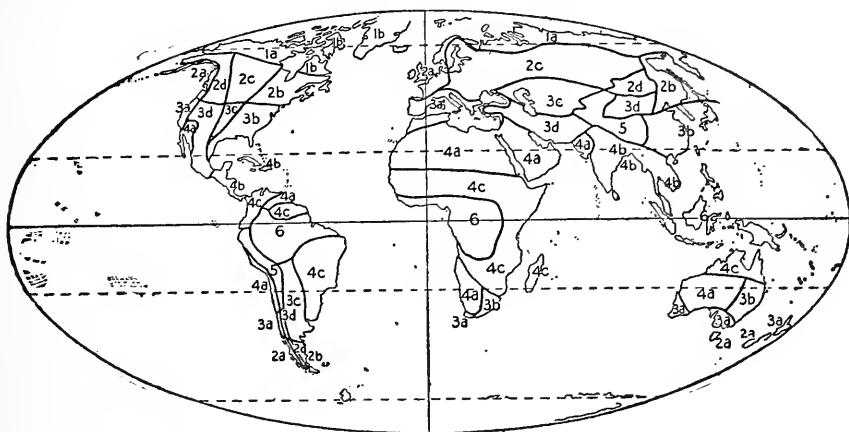 1a 1b 1b 1a
2a 2d 2c 1b 2a 2c
2b 2d 2b
3a 3d 3c 3b 3a 3c 3d
4a 3d 5 3b
4a 4a 4a 4b
4b 4b 4b
4b 4a 4c 4b
4c 4c
6 6 6
5 4c 4c 4c 4c
4a 3c 4a 3b 4a 3b
3a 3d 3a 3a 3a 3a
2a 2a 2b 2a 2a